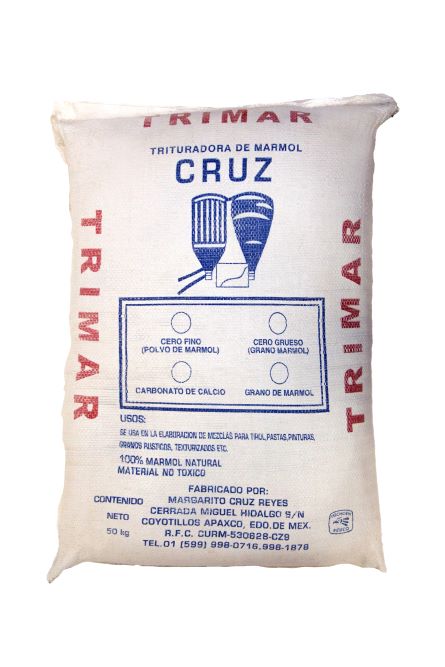 TRIMAR
TRITURADORA DE MARMOL
CRUZ
TRIMAR
TRIMAR
CERO FINO
(POLVO DE MARMOL)
CERO GRUESO
(GRANO MARMOL)
CARBONATO DE CALCIO
GRANO DE MARMOL
USOS:
SE USA EN LA ELABORACION DE MEZCLAS PARA TIROL, PASTAS, PINTURAS,
GRANOS RUSTICOS, TEXTURIZADOS ETC.
100% MARMOL NATURAL
MATERIAL NO TOXICO
CONTENIDO
NETO
50 kg
FABRICADO POR:
MARGARITO CRUZ REYES
CERRADA MIGUEL HIDALGO S/N
COYOTILLOS APAXCO, EDO. DE MEX.
R.F.C. CURM-530628-CZ9
TEL.01 (599) 998-0716,998-1878